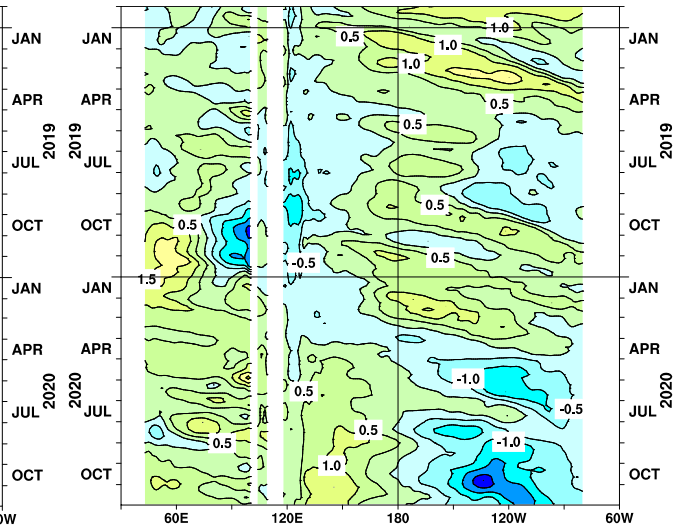 JAN JAN 0.5 1.0 1.0 JAN
1.0
APR APR 0.5 APR
2019 2019 0.5 2019
JUL JUL JUL
0.5
OCT OCT 0.5 OCT
-0.5 0.5
1.5
JAN JAN JAN
APR APR APR
-1.0
2020 2020 0.5 2020
JUL JUL -0.5 JUL
0.5 0.5 -1.0
1.0
OCT OCT OCT
0W 60E 120E 180 120W 60W